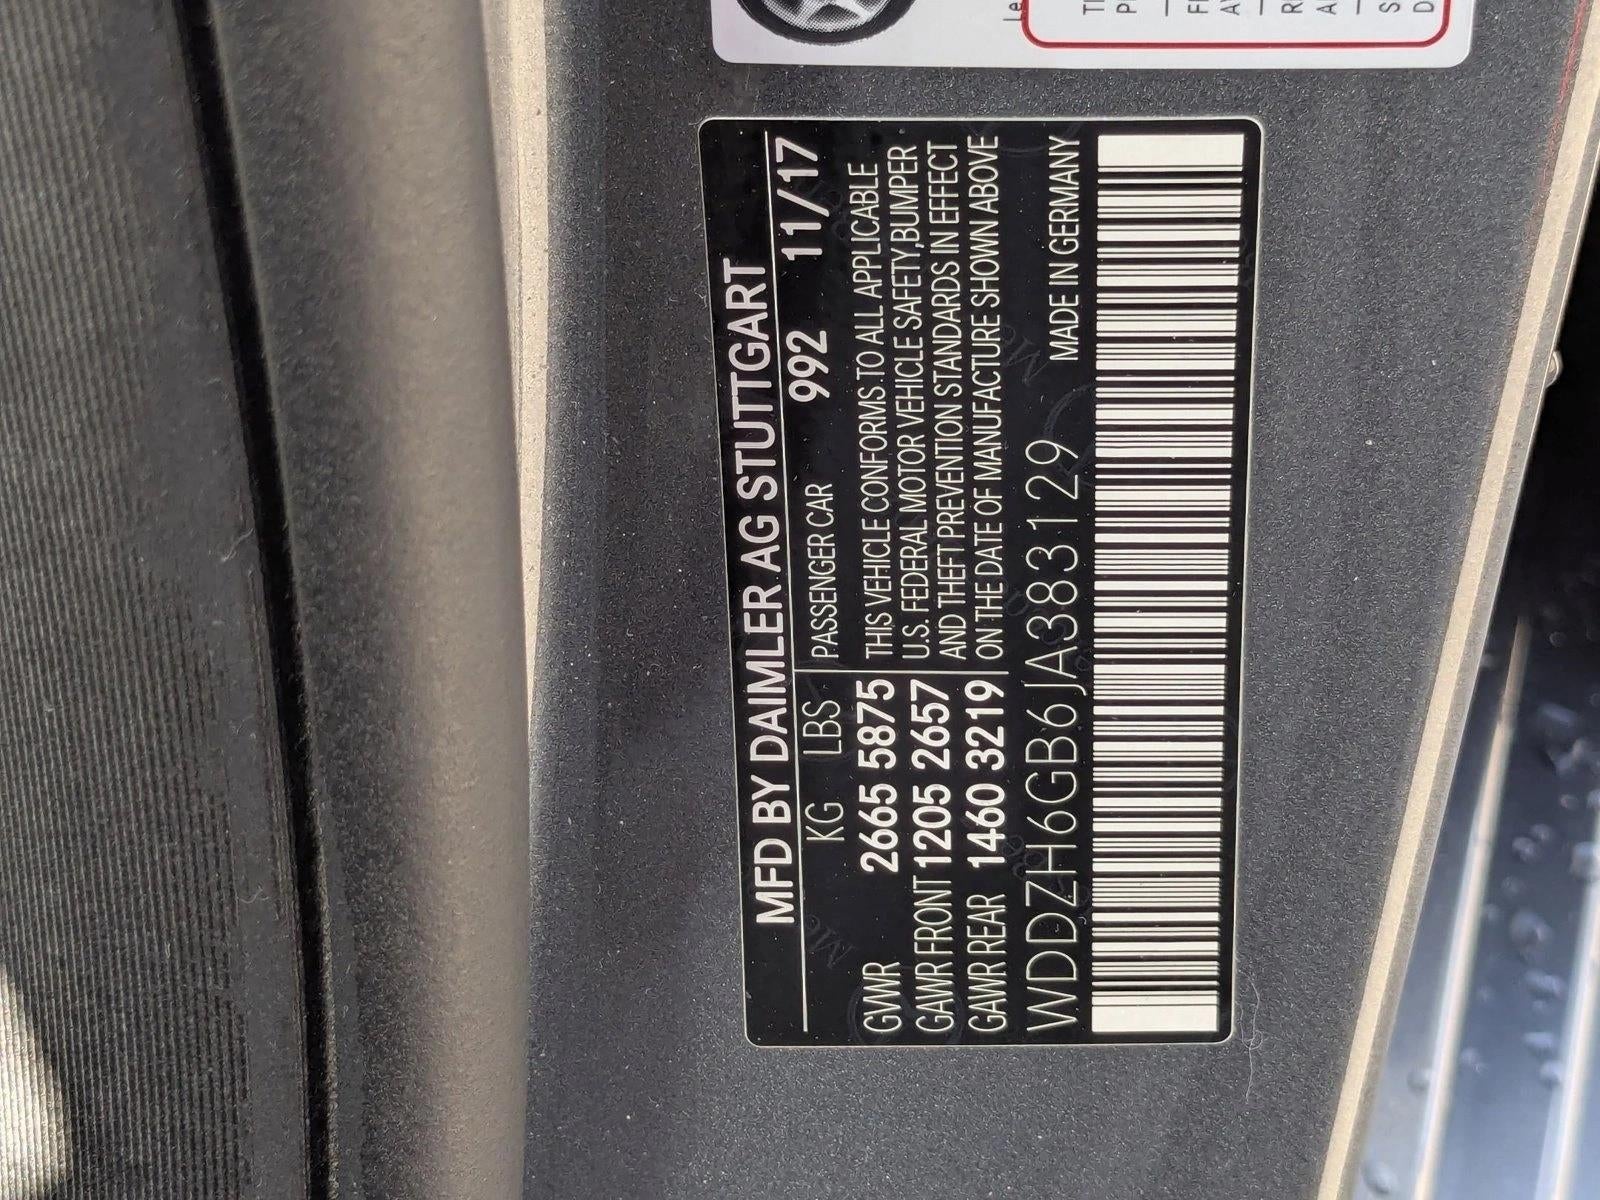 MFD BY DAIMLER AG STUTTGART
KG LBS PASSENGER CAR 992 11/17
GVWR 2665 5875
GAWR FRONT 1205 2657
GAWR REAR 1460 3219
THIS VEHICLE CONFORMS TO ALL APPLICABLE
U.S. FEDERAL MOTOR VEHICLE SAFETY,BUMPER
AND THEFT PREVENTION STANDARDS IN EFFECT
ON THE DATE OF MANUFACTURE SHOWN ABOVE
WDDZH6GB6JA383129 MADE IN GERMANY